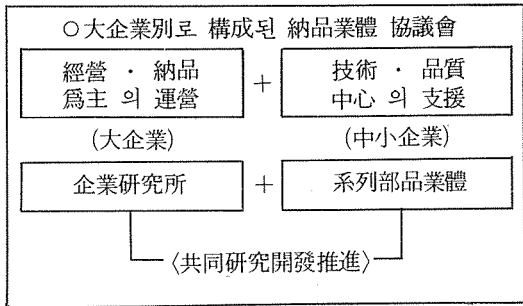 ○大企業別로 構成된 納品業體 協議會
經營 · 納品 + 技術 · 品質
爲主 의 運營 中心 의 支援
(大企業) (中小企業)
企業研究所 + 系列部品業體
〈共同研究開發推進〉